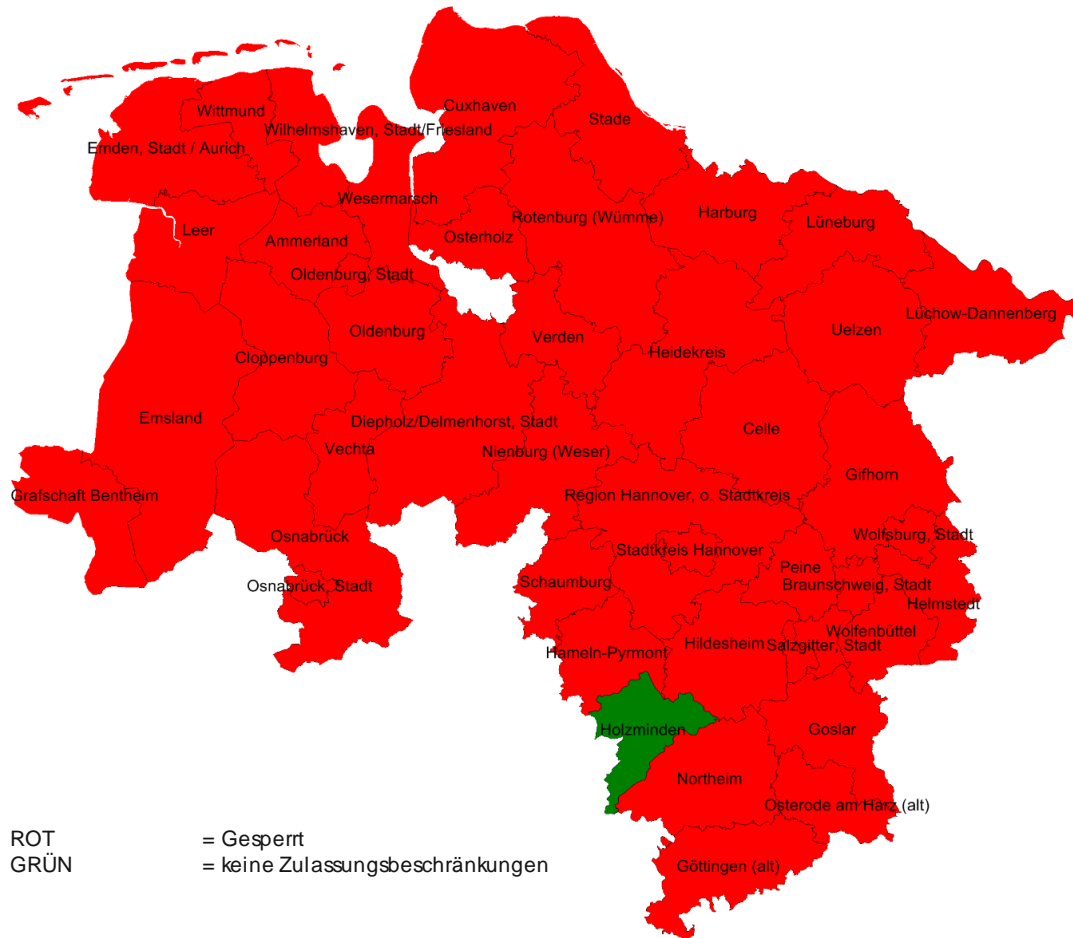 Cuxhaven
Wittmund
Stade
Wilhelmshaven, Stadt/Friesland
Emden, Stadt / Aurich
Wesermarsch
Harburg
Rotenburg (Wümme)
Lüneburg
Leer
Osterholz
Ammerland
Oldenburg, Stadt
Lüchow-Dannenberg
Oldenburg
Uelzen
Verden
Heidekreis
Cloppenburg
Emsland
Diepholz/Delmenhorst, Stadt
Celle
Vechta
Nienburg (Weser)
Gifhorn
Grafschaft Bentheim
Region Hannover, o. Stadtkreis
Osnabrück
Wolfsburg, Stadt
Stadtkreis Hannover
Peine
Schaumburg
Braunschweig, Stadt
Osnabrück, Stadt
Helmstedt
Wolfenbüttel
Hildesheim
Salzgitter, Stadt
Hameln-Pyrmont
Holzminden
Goslar
Northeim
Osterode am Harz (alt)
ROT = Gesperrt
GRÜN = keine Zulassungsbeschränkungen
Göttingen (alt)